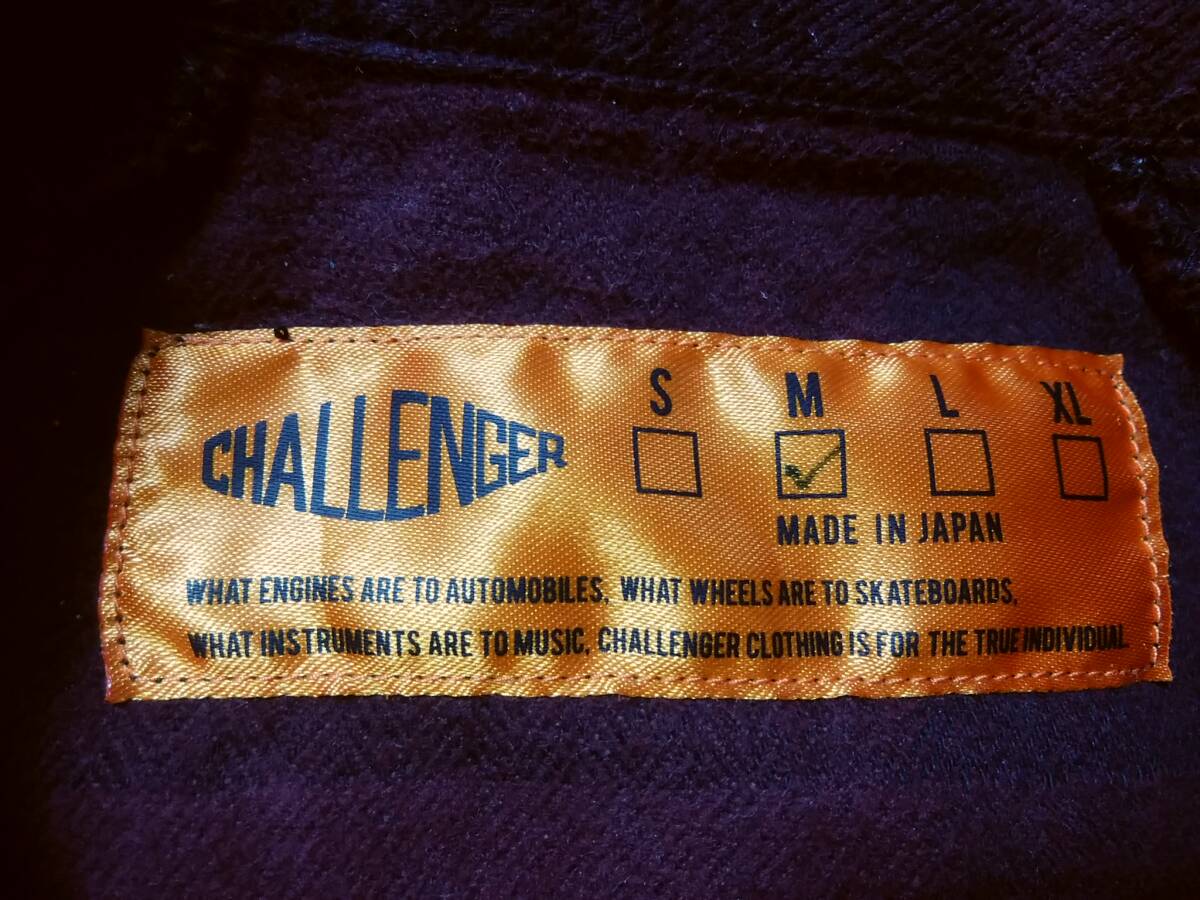 CHALLENGER
S M L XL
MADE IN JAPAN
WHAT ENGINES ARE TO AUTOMOBILES, WHAT WHEELS ARE TO SKATEBOARDS,
WHAT INSTRUMENTS ARE TO MUSIC, CHALLENGER CLOTHING IS FOR THE TRUE INDIVIDUAL.